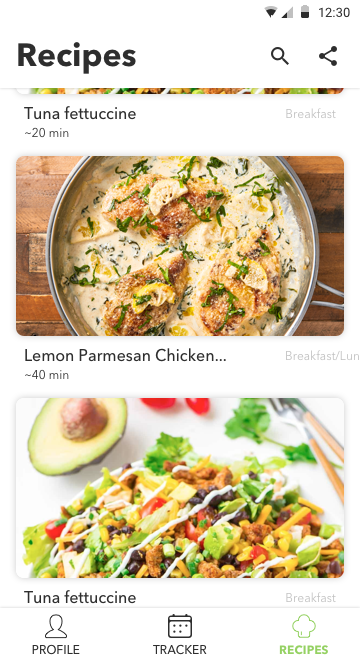 12:30
Recipes
Tuna fettuccine Breakfast
~20 min
Lemon Parmesan Chicken... Breakfast/Lun
~40 min
Tuna fettuccine Breakfast
PROFILE TRACKER RECIPES